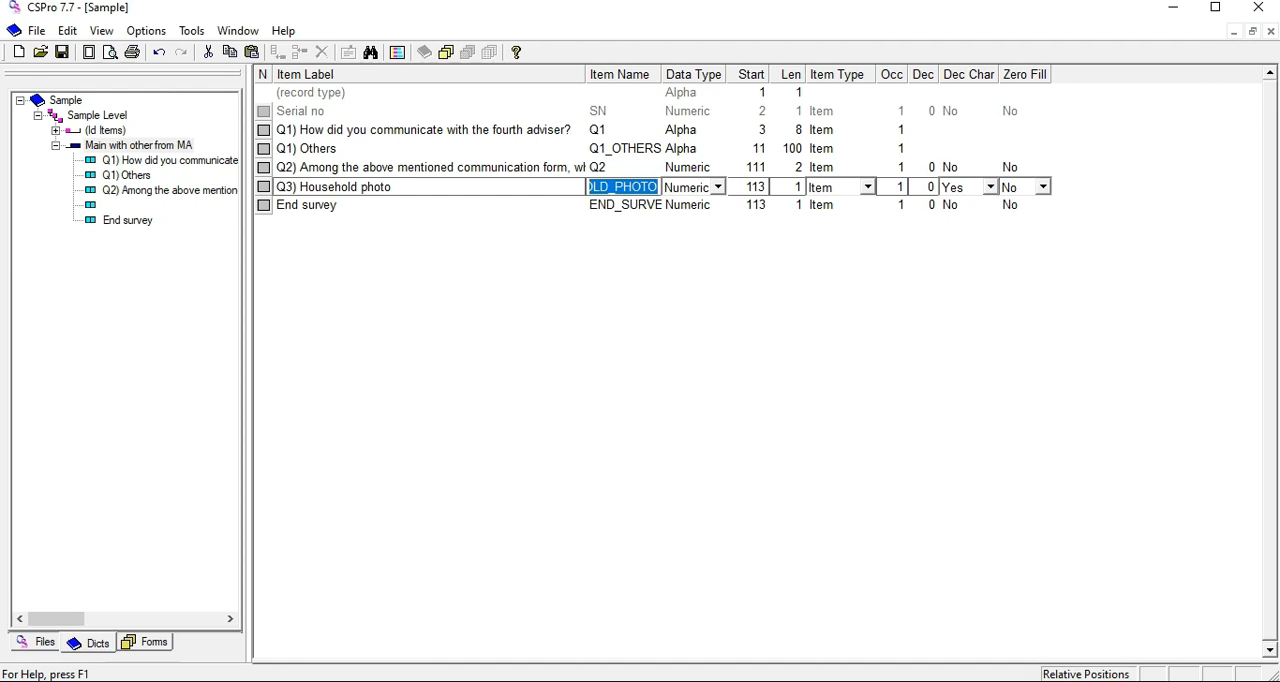 CSPro 7.7 - [Sample]
File Edit View Options Tools Window Help
Sample
Sample Level
(Id Items)
Main with other from MA
Q1) How did you communicate
Q1) Others
Q2) Among the above mention
End survey
Files Dicts Forms
N Item Label Item Name Data Type Start Len Item Type Occ Dec Dec Char Zero Fill
(record type) Alpha 1 1
Serial no SN Numeric 2 1 Item 1 0 No No
Q1) How did you communicate with the fourth adviser? Q1 Alpha 3 8 Item 1
Q1) Others Q1_OTHERS Alpha 11 100 Item 1
Q2) Among the above mentioned communication form, wh Q2 Numeric 111 2 Item 1 0 No No
Q3) Household photo OLD_PHOTO Numeric 113 1 Item 1 0 Yes No
End survey END_SURVE Numeric 113 1 Item 1 0 No No
For Help, press F1
Relative Positions